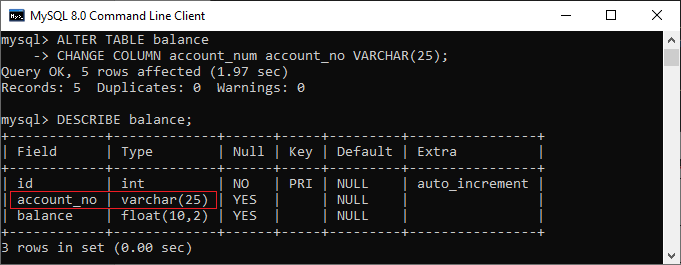 MySQL 8.0 Command Line Client
mysql> ALTER TABLE balance
    -> CHANGE COLUMN account_num account_no VARCHAR(25);
Query OK, 5 rows affected (1.97 sec)
Records: 5  Duplicates: 0  Warnings: 0

mysql> DESCRIBE balance;
+------------+-------------+------+-----+---------+----------------+
| Field      | Type        | Null | Key | Default | Extra          |
+------------+-------------+------+-----+---------+----------------+
| id         | int         | NO   | PRI | NULL    | auto_increment |
| account_no | varchar(25) | YES  |     | NULL    |                |
| balance    | float(10,2) | YES  |     | NULL    |                |
+------------+-------------+------+-----+---------+----------------+
3 rows in set (0.00 sec)